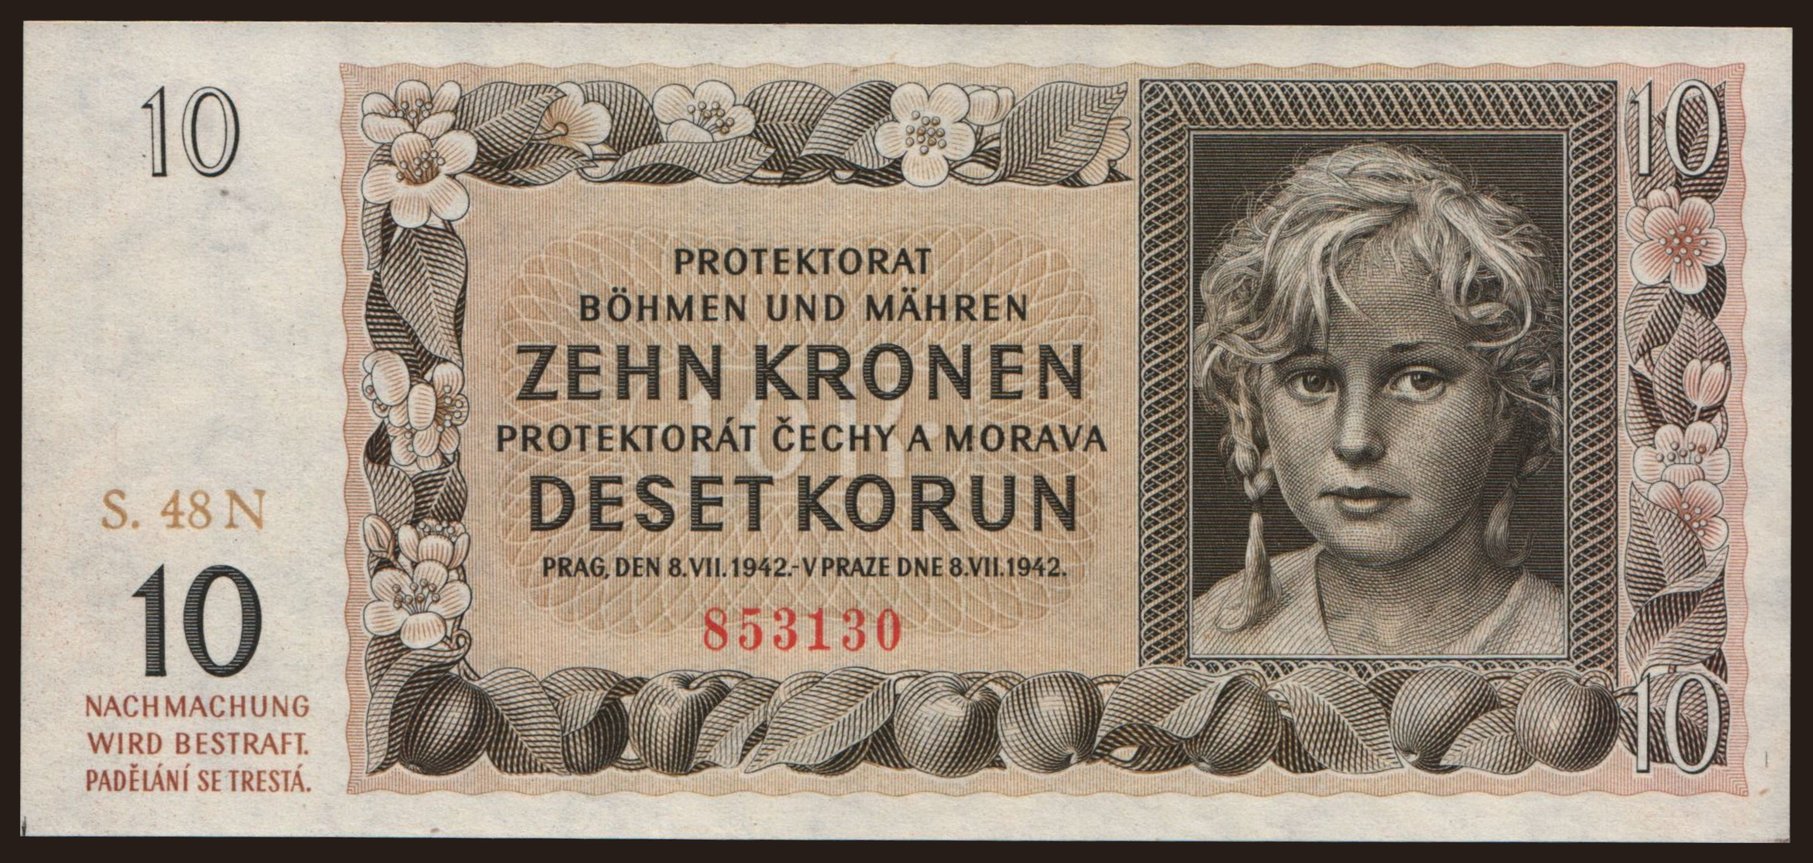 10
10
PROTEKTORAT
BÖHMEN UND MÄHREN
ZEHN KRONEN
PROTEKTORÁT ČECHY A MORAVA
DESET KORUN
PRAG, DEN 8.VII.1942.-V PRAZE DNE 8.VII.1942.
853130
S. 48 N
10
NACHMACHUNG
WIRD BESTRAFT.
PADĚLÁNÍ SE TRESTÁ.
10